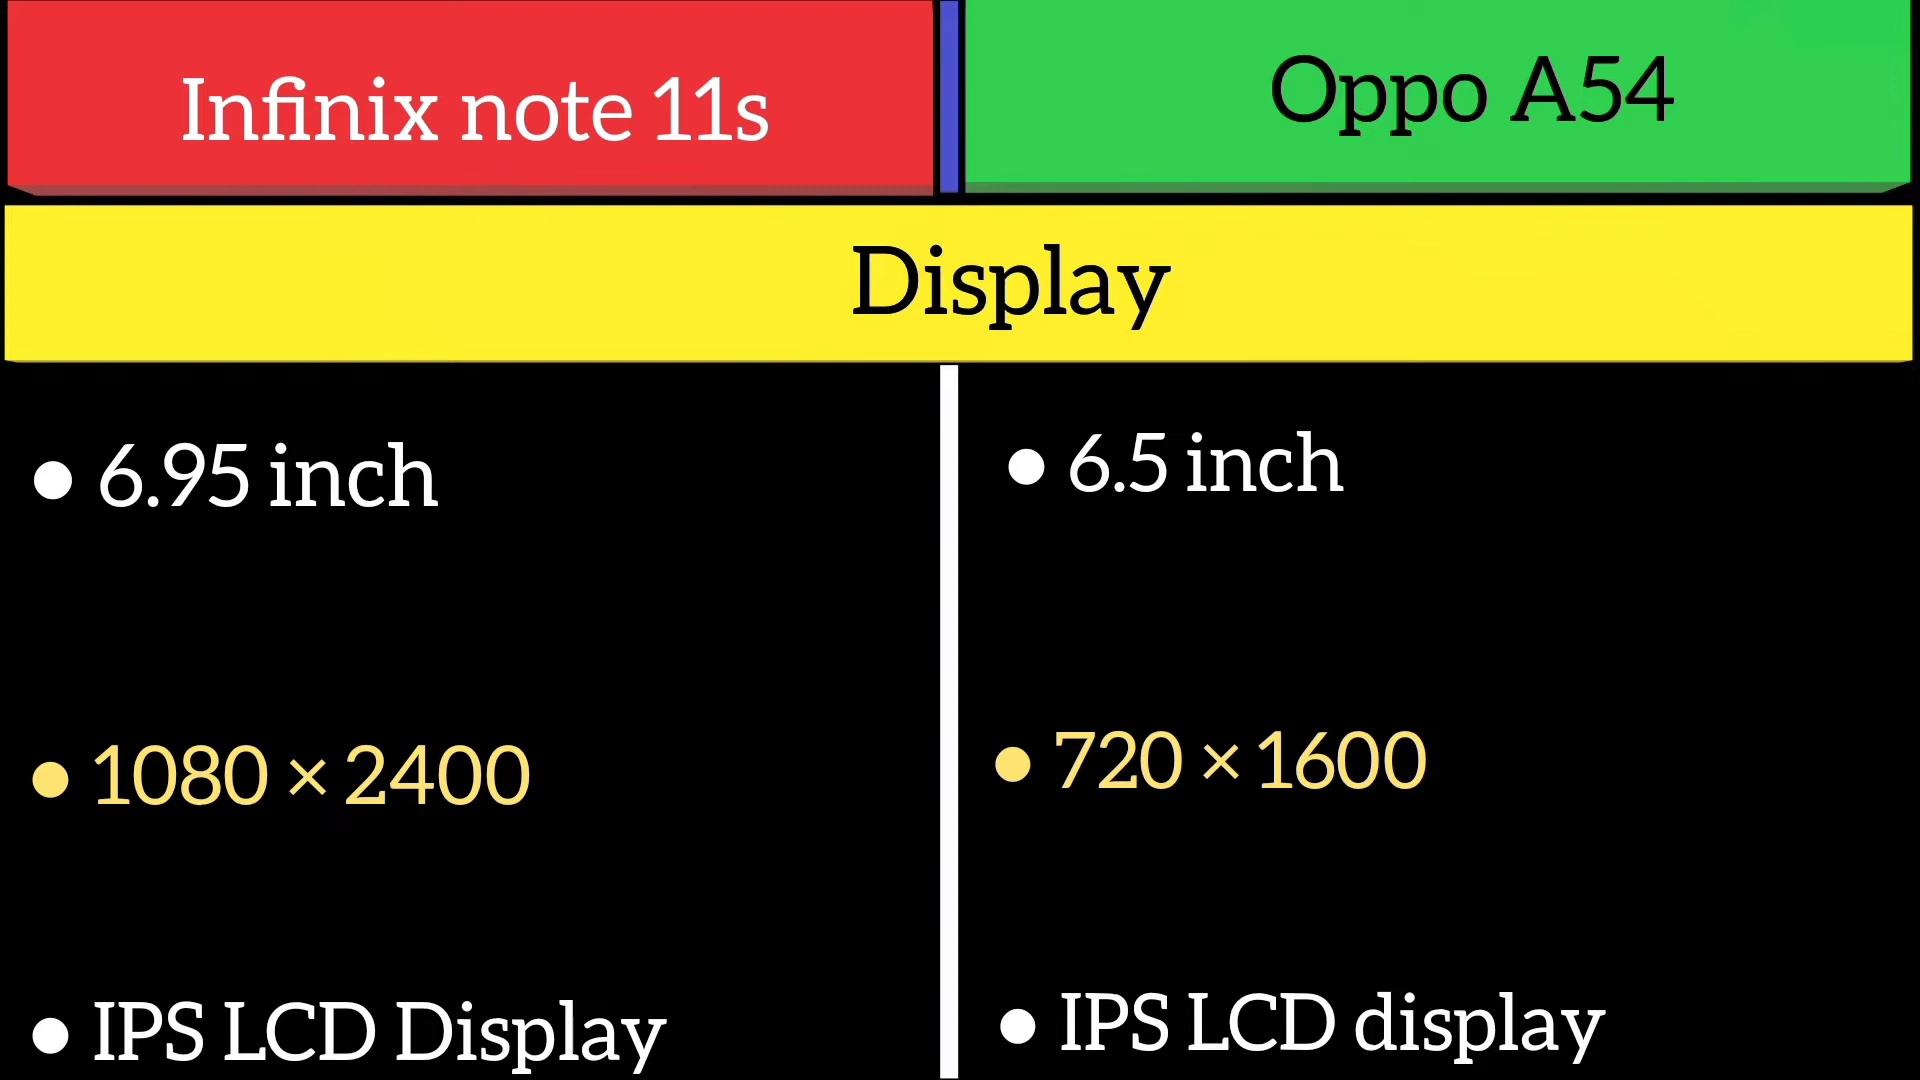 Infinix note 11s
Oppo A54
Display
• 6.95 inch
• 6.5 inch
• 1080 × 2400
• 720 × 1600
• IPS LCD Display
• IPS LCD display